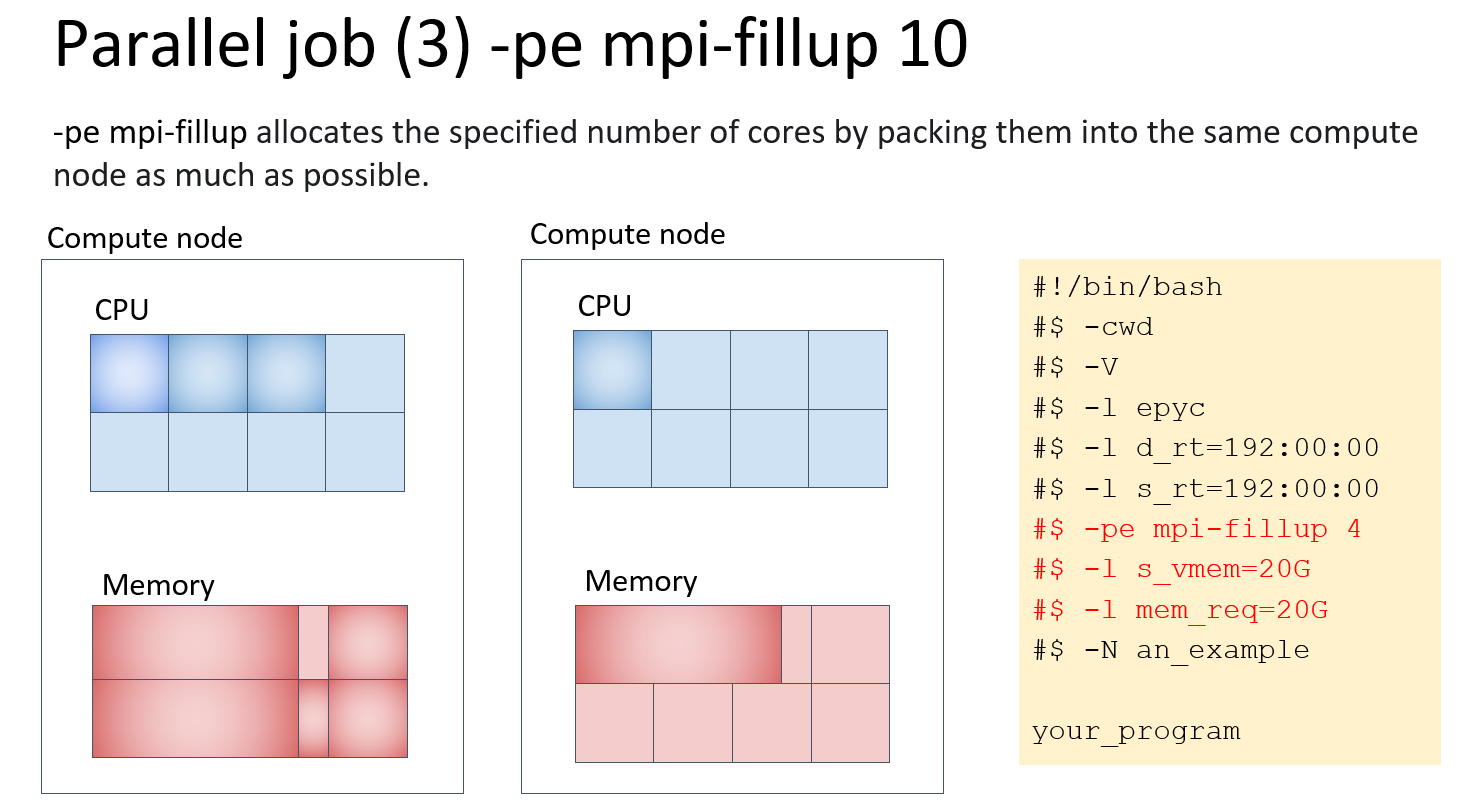 Parallel job (3) -pe mpi-fillup 10
-pe mpi-fillup allocates the specified number of cores by packing them into the same compute
node as much as possible.
Compute node
CPU
Memory
Compute node
CPU
Memory
#!/bin/bash
#$ -cwd
#$ -V
#$ -l epyc
#$ -l d_rt=192:00:00
#$ -l s_rt=192:00:00
#$ -pe mpi-fillup 4
#$ -l s_vmem=20G
#$ -l mem_req=20G
#$ -N an_example
your_program